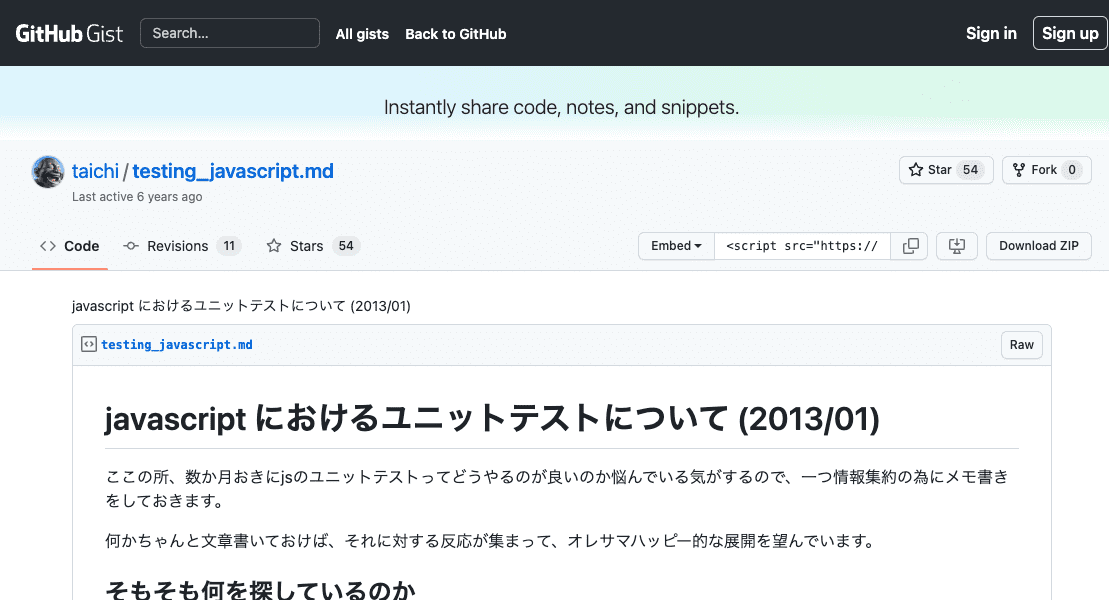 GitHub Gist Search... All gists Back to GitHub Sign in Sign up
Instantly share code, notes, and snippets.
taichi / testing_javascript.md Star 54 Fork 0
Last active 6 years ago
Code Revisions 11 Stars 54 Embed <script src="https:// Download ZIP
javascript におけるユニットテストについて (2013/01)
testing_javascript.md Raw
javascript におけるユニットテストについて (2013/01)
ここの所、数か月おきにjsのユニットテストってどうやるのが良いのか悩んでいる気がするので、一つ情報集約の為にメモ書き
をしておきます。
何かちゃんと文章書いておけば、それに対する反応が集まって、オレサマハッピー的な展開を望んでいます。
そもそも何を探しているのか